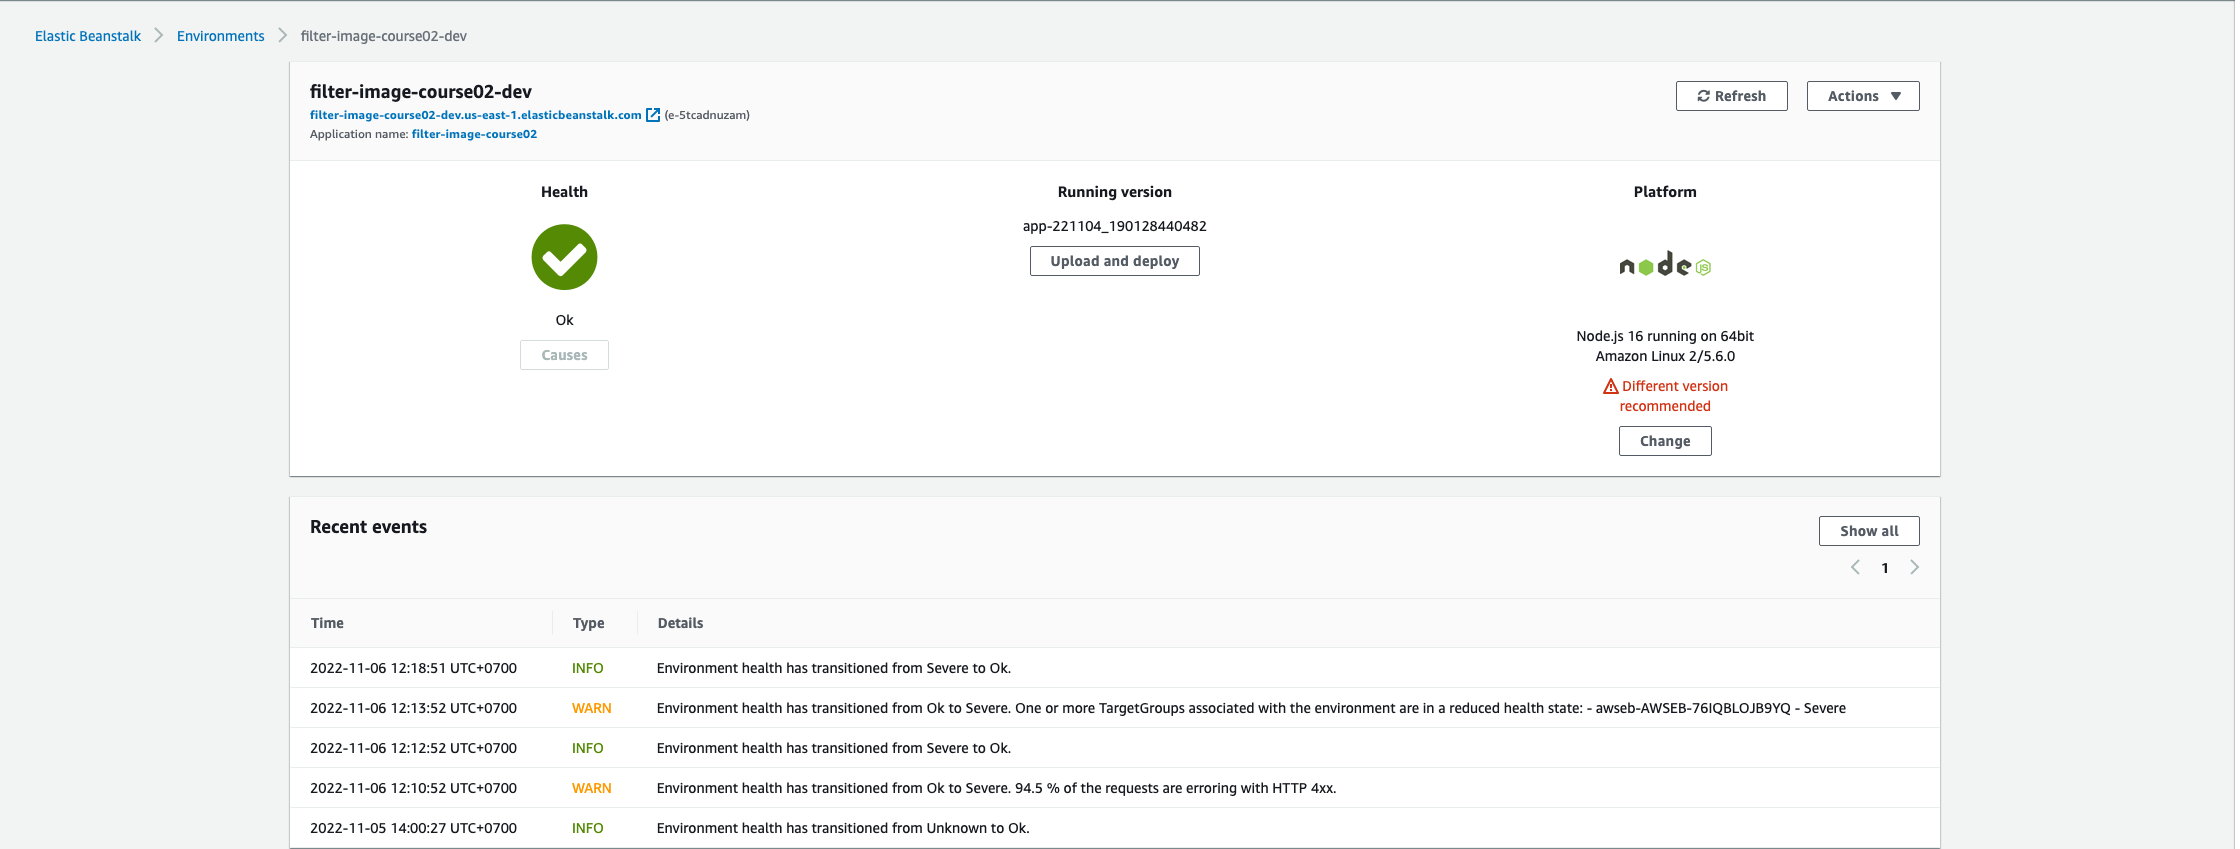 Elastic Beanstalk > Environments > filter-image-course02-dev
filter-image-course02-dev
filter-image-course02-dev.us-east-1.elasticbeanstalk.com (e-5tcadnuzam)
Application name: filter-image-course02
Refresh
Actions
Health
Ok
Causes
Running version
app-221104_190128440482
Upload and deploy
Platform
node JS
Node.js 16 running on 64bit
Amazon Linux 2/5.6.0
Different version
recommended
Change
Recent events
Show all
1
Time Type Details
2022-11-06 12:18:51 UTC+0700 INFO Environment health has transitioned from Severe to Ok.
2022-11-06 12:13:52 UTC+0700 WARN Environment health has transitioned from Ok to Severe. One or more TargetGroups associated with the environment are in a reduced health state: - awseb-AWSEB-76IQBLOJB9YQ - Severe
2022-11-06 12:12:52 UTC+0700 INFO Environment health has transitioned from Severe to Ok.
2022-11-06 12:10:52 UTC+0700 WARN Environment health has transitioned from Ok to Severe. 94.5 % of the requests are erroring with HTTP 4xx.
2022-11-05 14:00:27 UTC+0700 INFO Environment health has transitioned from Unknown to Ok.